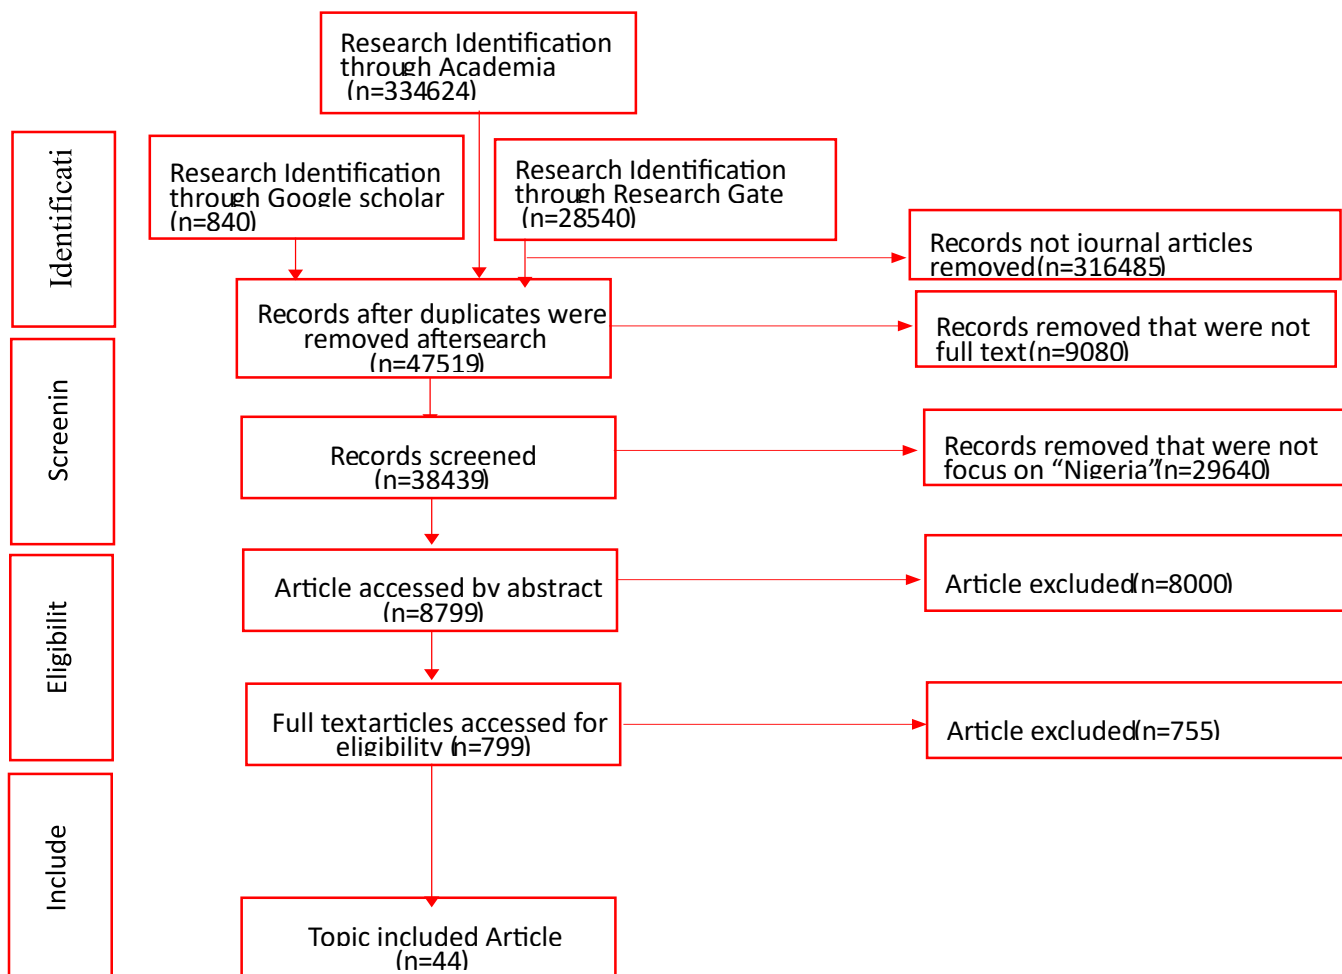 Research Identification
through Academia
(n=334624)
Identificati
Research Identification
through Google scholar
(n=840)
Research Identification
through Research Gate
(n=28540)
Records not journal articles
removed(n=316485)
Records after duplicates were
removed aftersearch
(n=47519)
Records removed that were not
full text(n=9080)
Screenin
Records screened
(n=38439)
Records removed that were not
focus on “Nigeria”(n=29640)
Eligibilit
Article accessed by abstract
(n=8799)
Article excluded(n=8000)
Full textarticles accessed for
eligibility (n=799)
Article excluded(n=755)
Include
Topic included Article
(n=44)